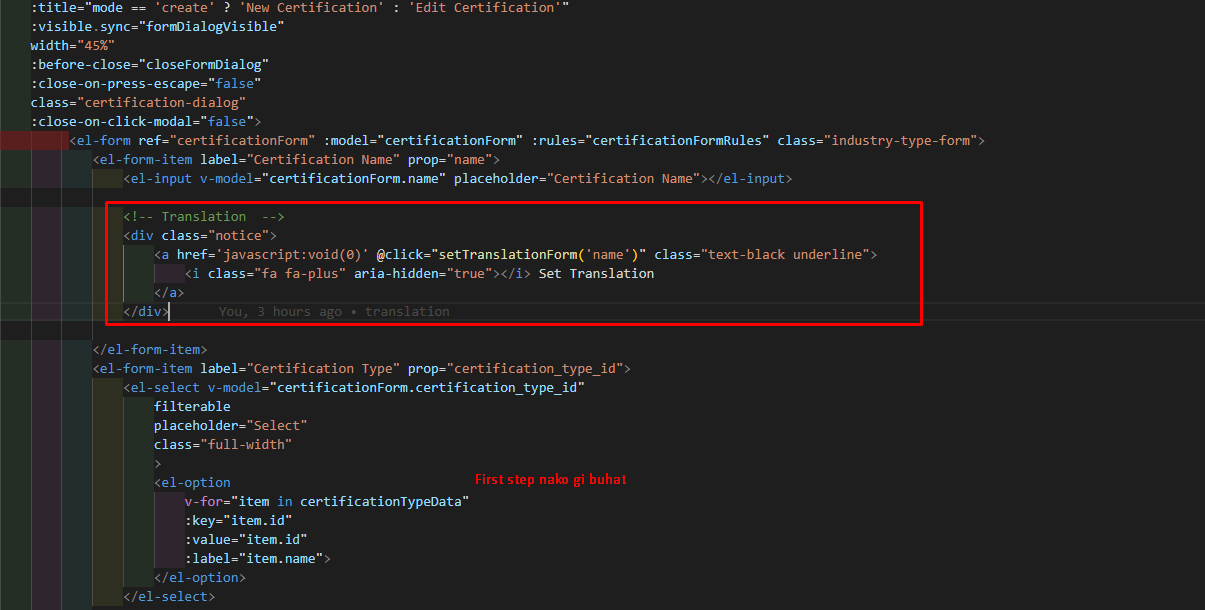 :title="mode == 'create' ? 'New Certification' : 'Edit Certification'"
:visible.sync="formDialogVisible"
width="45%"
:before-close="closeFormDialog"
:close-on-press-escape="false"
class="certification-dialog"
:close-on-click-modal="false">
<el-form ref="certificationForm" :model="certificationForm" :rules="certificationFormRules" class="industry-type-form">
<el-form-item label="Certification Name" prop="name">
<el-input v-model="certificationForm.name" placeholder="Certification Name"></el-input>
<!-- Translation  -->
<div class="notice">
<a href='javascript:void(0)' @click="setTranslationForm('name')" class="text-black underline">
<i class="fa fa-plus" aria-hidden="true"></i> Set Translation
</a>
</div> You, 3 hours ago • translation
</el-form-item>
<el-form-item label="Certification Type" prop="certification_type_id">
<el-select v-model="certificationForm.certification_type_id"
filterable
placeholder="Select"
class="full-width"
>
First step nako gi buhat
<el-option
v-for="item in certificationTypeData"
:key="item.id"
:value="item.id"
:label="item.name">
</el-option>
</el-select>